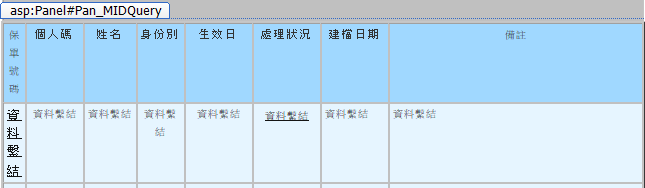 asp:Panel#Pan_MIDQuery
保單號碼
個人碼
姓名
身份別
生效日
處理狀況
建檔日期
備註
資料繫結
資料繫結
資料繫結
資料繫結
資料繫結
資料繫結
資料繫結
資料繫結